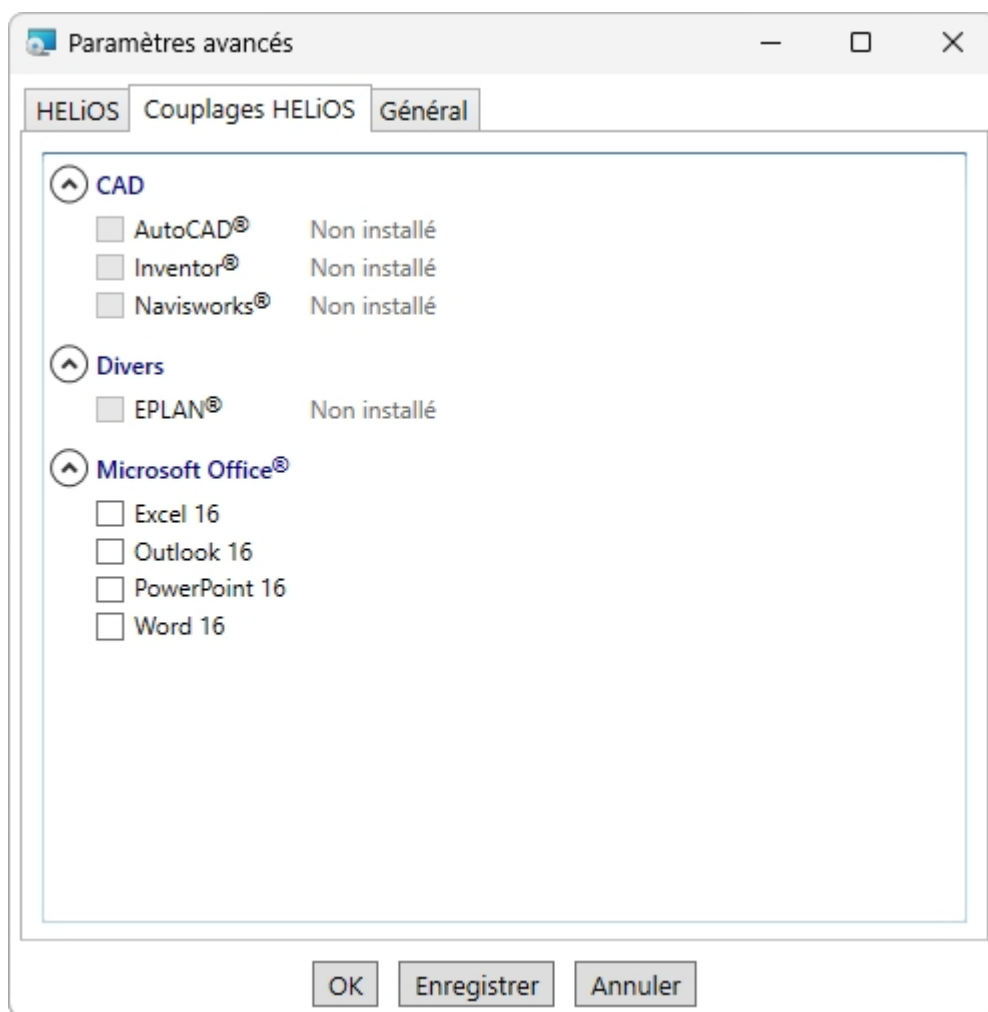 Paramètres avancés
HELiOS Couplages HELiOS Général
CAD
AutoCAD® Non installé
Inventor® Non installé
Navisworks® Non installé
Divers
EPLAN® Non installé
Microsoft Office®
Excel 16
Outlook 16
PowerPoint 16
Word 16
OK Enregistrer Annuler